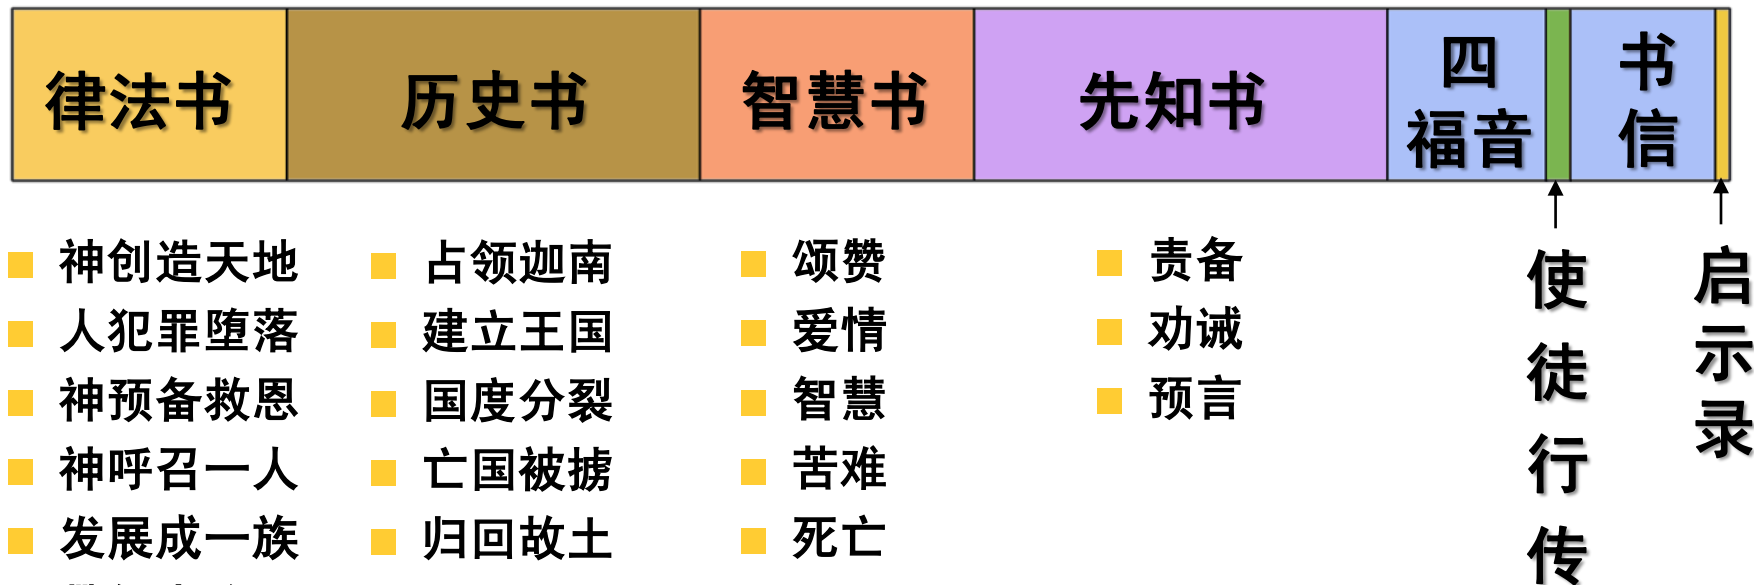 律法书
历史书
智慧书
先知书
四
福音
书
信
神创造天地
人犯罪堕落
神预备救恩
神呼召一人
发展成一族
占领迦南
建立王国
国度分裂
亡国被掳
归回故土
颂赞
爱情
智慧
苦难
死亡
责备
劝诫
预言
使徒行传
启示录